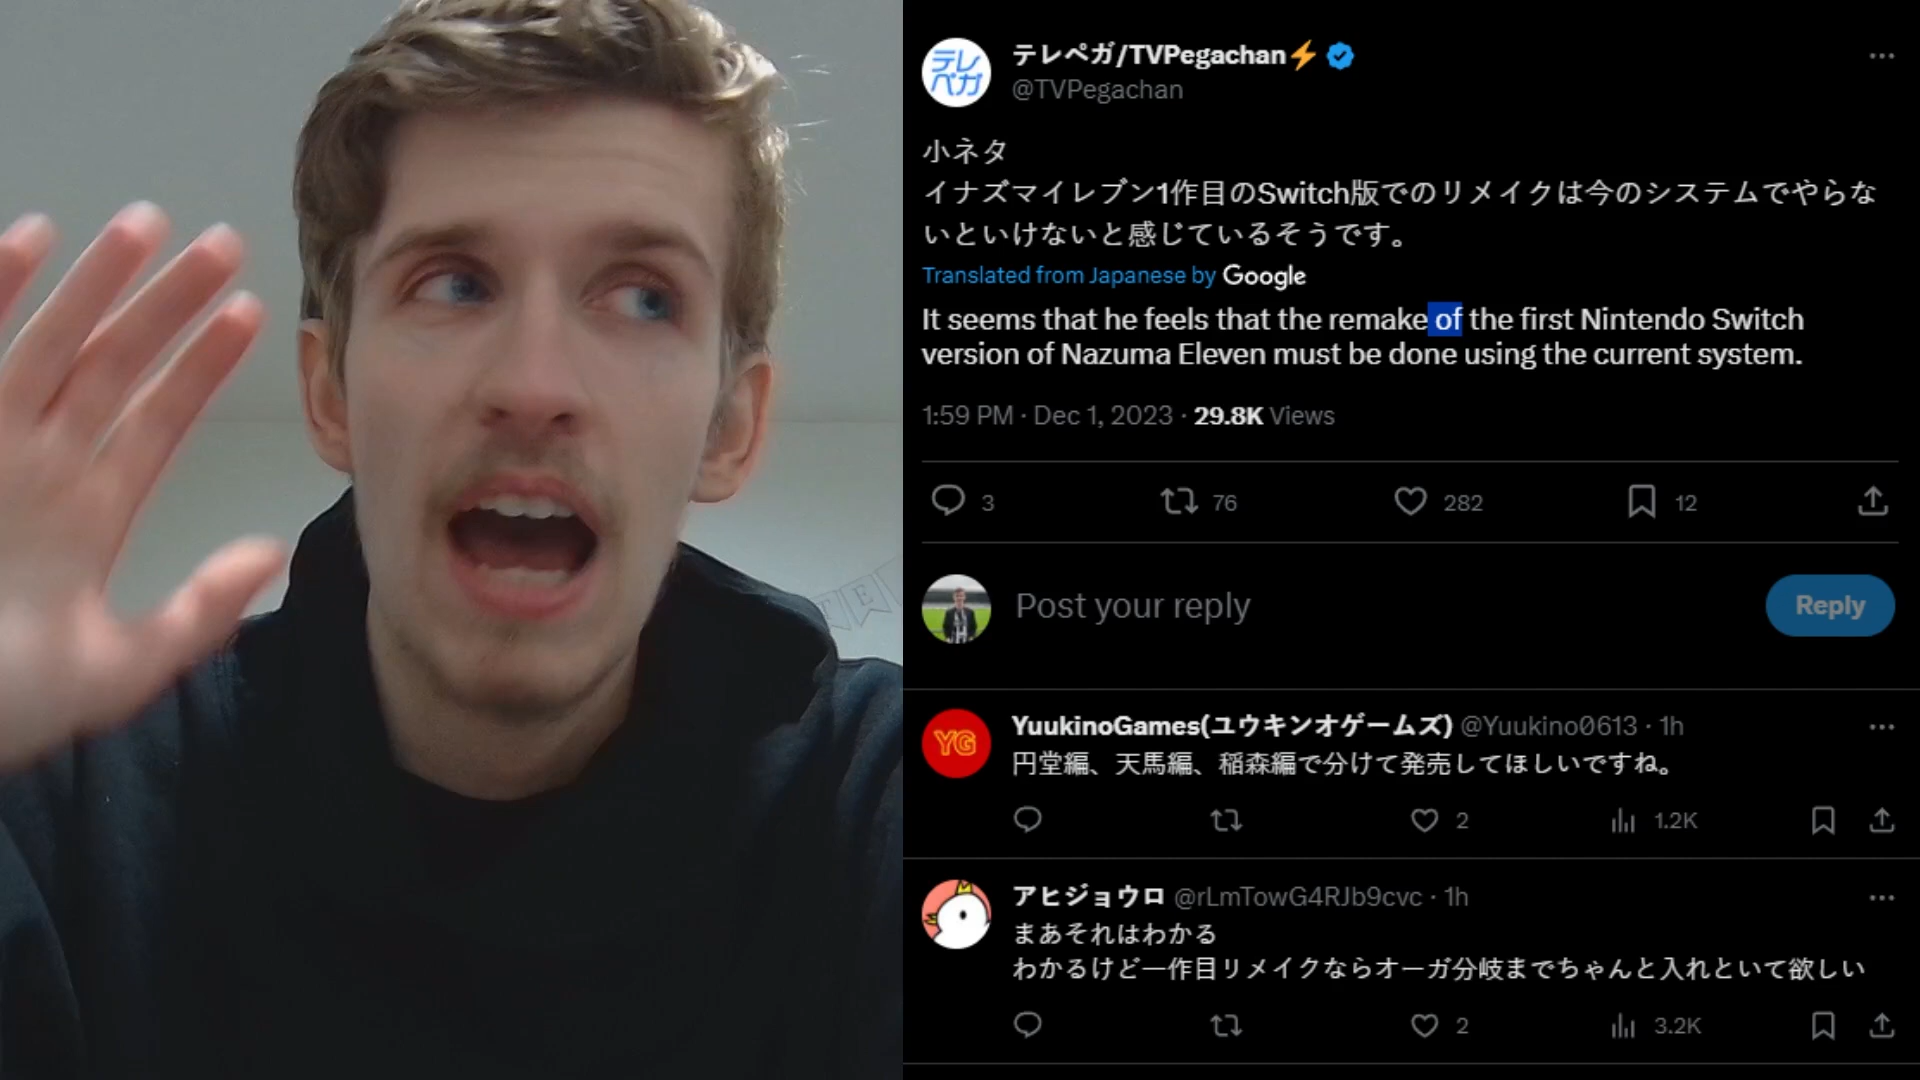 テレペガ/TVPegachan⚡
@TVPegachan
テレ
ペガ
小ネタ
イナズマイレブン1作目のSwitch版でのリメイクは今のシステムでやらな
いといけないと感じているそうです。
Translated from Japanese by Google
It seems that he feels that the remake of the first Nintendo Switch
version of Nazuma Eleven must be done using the current system.
1:59 PM · Dec 1, 2023 · 29.8K Views
3 76 282 12
Post your reply
Reply
YG
YuukinoGames(ユウキンオゲームズ) @Yuukino0613 · 1h
円堂編、天馬編、稲森編で分けて発売してほしいですね。
2 1.2K
アヒジョウロ @rLmTowG4RJb9cvc · 1h
まあそれはわかる
わかるけど一作目リメイクならオーガ分岐までちゃんと入れといて欲しい
2 3.2K